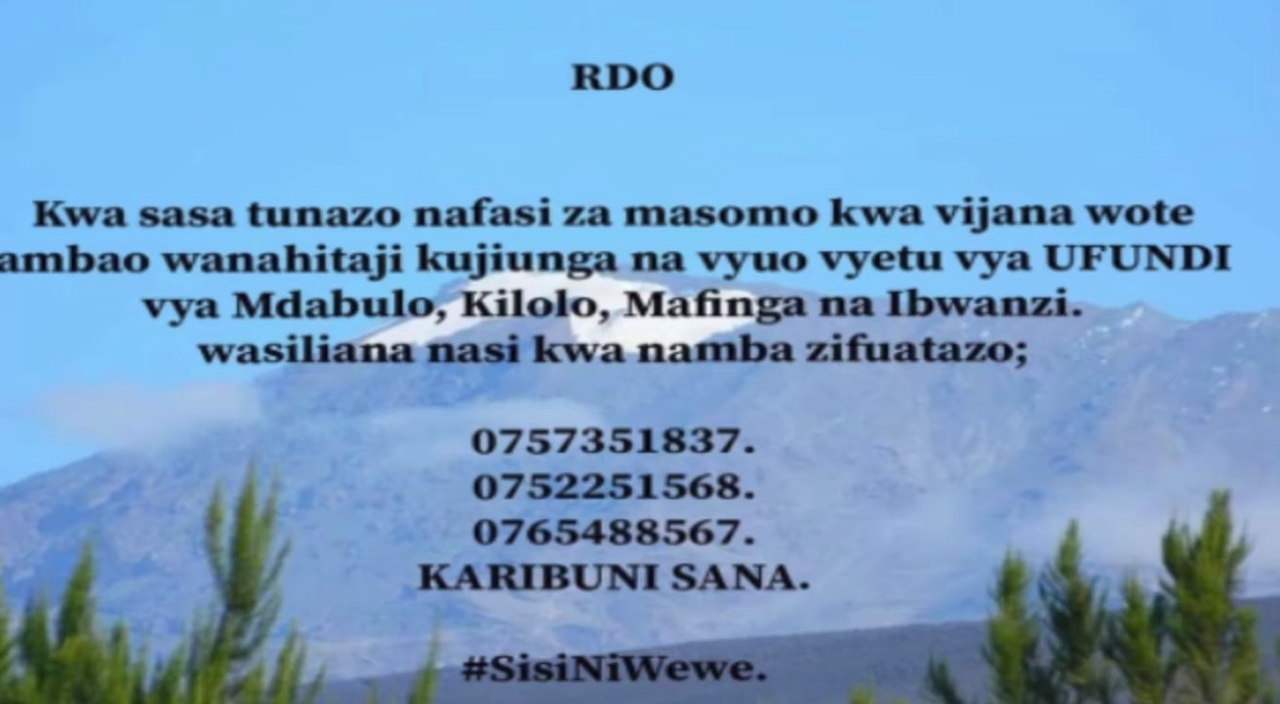 RDO
Kwa sasa tunazo nafasi za masomo kwa vijana wote
ambao wanahitaji kujiunga na vyuo vyetu vya UFUNDI
vya Mdabulo, Kilolo, Mafinga na Ibwanzi.
wasiliana nasi kwa namba zifuatazo;
0757351837.
0752251568.
0765488567.
KARIBUNI SANA.
#SisiNiWewe.